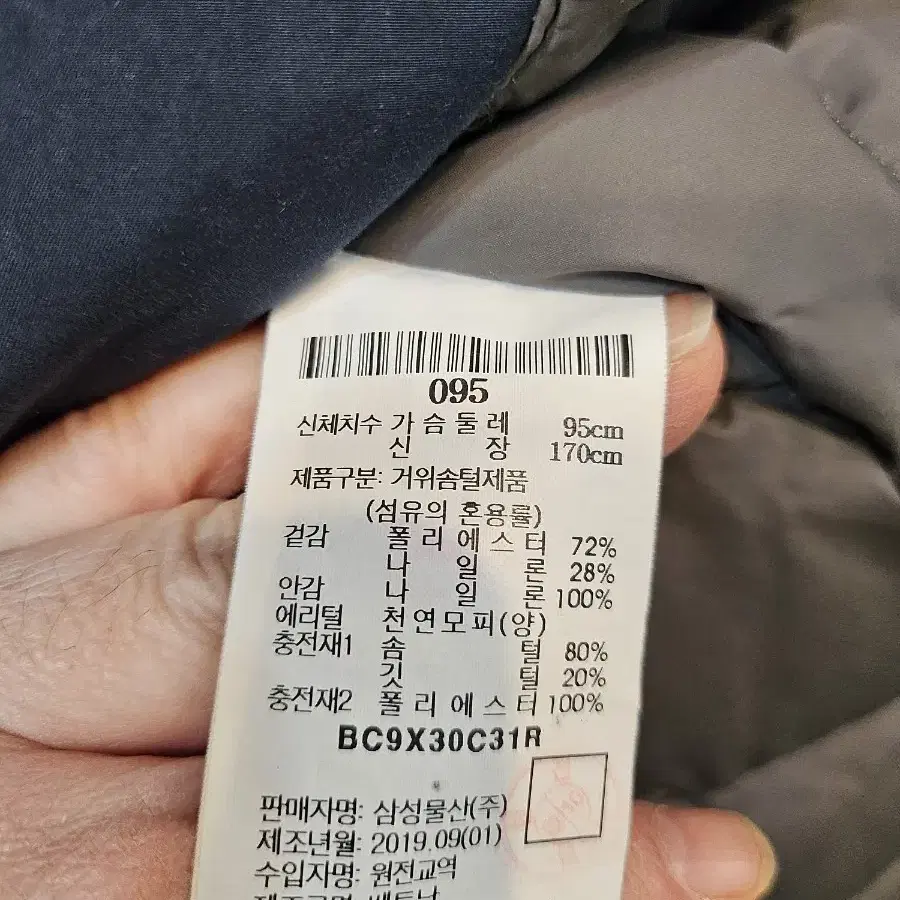 095
신체치수 가슴둘레 95cm
신장 170cm
제품구분: 거위솜털제품
(섬유의 혼용률)
겉감 폴리에스터 72%
나일론 28%
안감 나일론 100%
에리털 천연모피(양)
충전재1 솜털 80%
깃털 20%
충전재2 폴리에스터 100%
BC9X30C31R
판매자명: 삼성물산(주)
제조년월: 2019.09(01)
수입자명: 원전교역